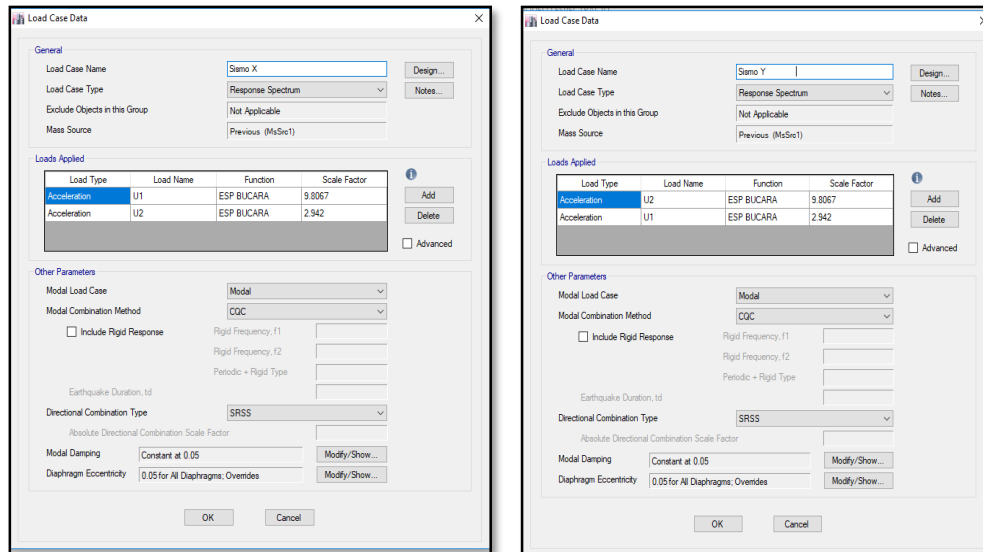 Load Case Data
General
Load Case Name Sismo X Design...
Load Case Type Response Spectrum Notes...
Exclude Objects in this Group Not Applicable
Mass Source Previous (MsSrc1)
Loads Applied
Load Type Load Name Function Scale Factor
Acceleration U1 ESP BUCARA 9.8067 Add
Acceleration U2 ESP BUCARA 2.942 Delete
Advanced
Other Parameters
Modal Load Case Modal
Modal Combination Method CQC
Include Rigid Response Rigid Frequency, f1
Rigid Frequency, f2
Periodic + Rigid Type
Earthquake Duration, td
Directional Combination Type SRSS
Absolute Directional Combination Scale Factor
Modal Damping Constant at 0.05 Modify/Show...
Diaphragm Eccentricity 0.05 for All Diaphragms; Overrides Modify/Show...
OK Cancel
Load Case Data
General
Load Case Name Sismo Y Design...
Load Case Type Response Spectrum Notes...
Exclude Objects in this Group Not Applicable
Mass Source Previous (MsSrc1)
Loads Applied
Load Type Load Name Function Scale Factor
Acceleration U2 ESP BUCARA 9.8067 Add
Acceleration U1 ESP BUCARA 2.942 Delete
Advanced
Other Parameters
Modal Load Case Modal
Modal Combination Method CQC
Include Rigid Response Rigid Frequency, f1
Rigid Frequency, f2
Periodic + Rigid Type
Earthquake Duration, td
Directional Combination Type SRSS
Absolute Directional Combination Scale Factor
Modal Damping Constant at 0.05 Modify/Show...
Diaphragm Eccentricity 0.05 for All Diaphragms; Overrides Modify/Show...
OK Cancel